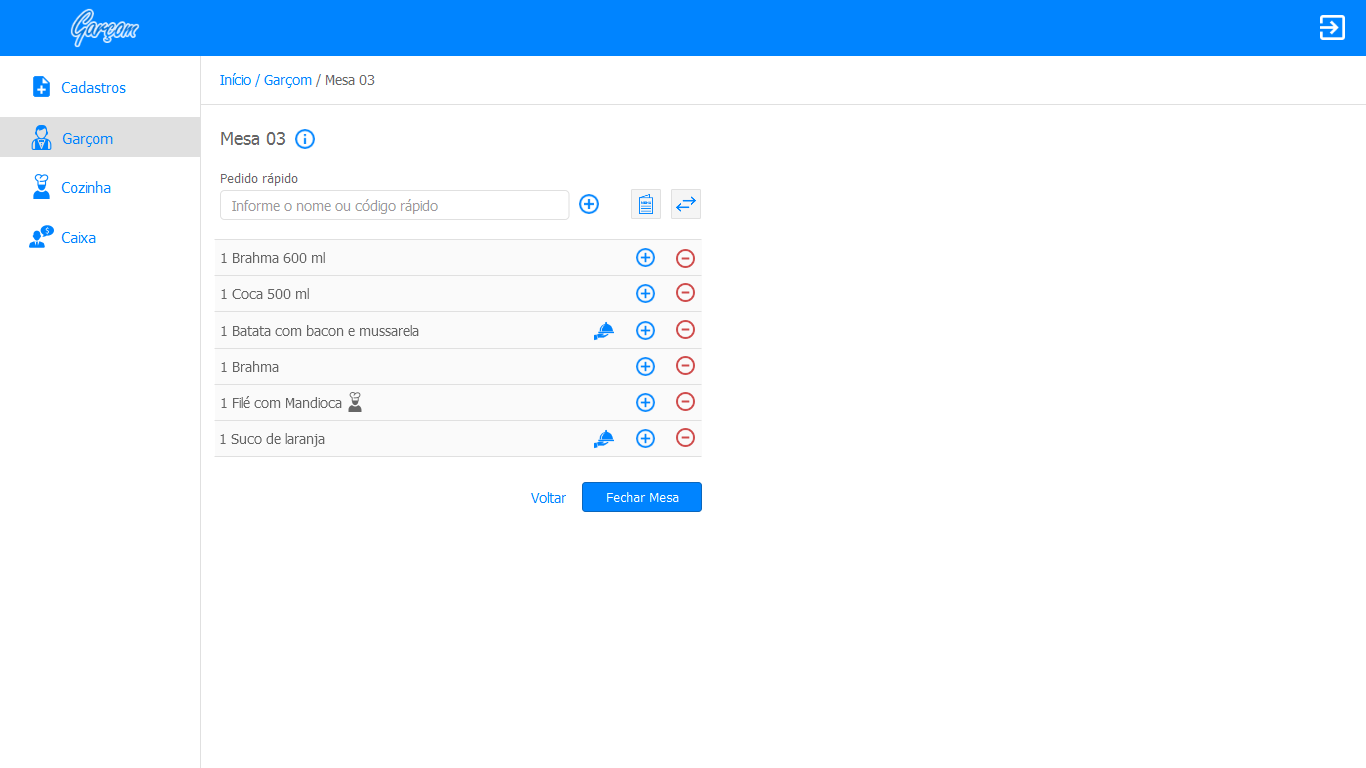 Garçom
Cadastros
Garçom
Cozinha
Caixa
Início / Garçom / Mesa 03
Mesa 03
Pedido rápido
Informe o nome ou código rápido
1 Brahma 600 ml
1 Coca 500 ml
1 Batata com bacon e mussarela
1 Brahma
1 Filé com Mandioca
1 Suco de laranja
Voltar
Fechar Mesa